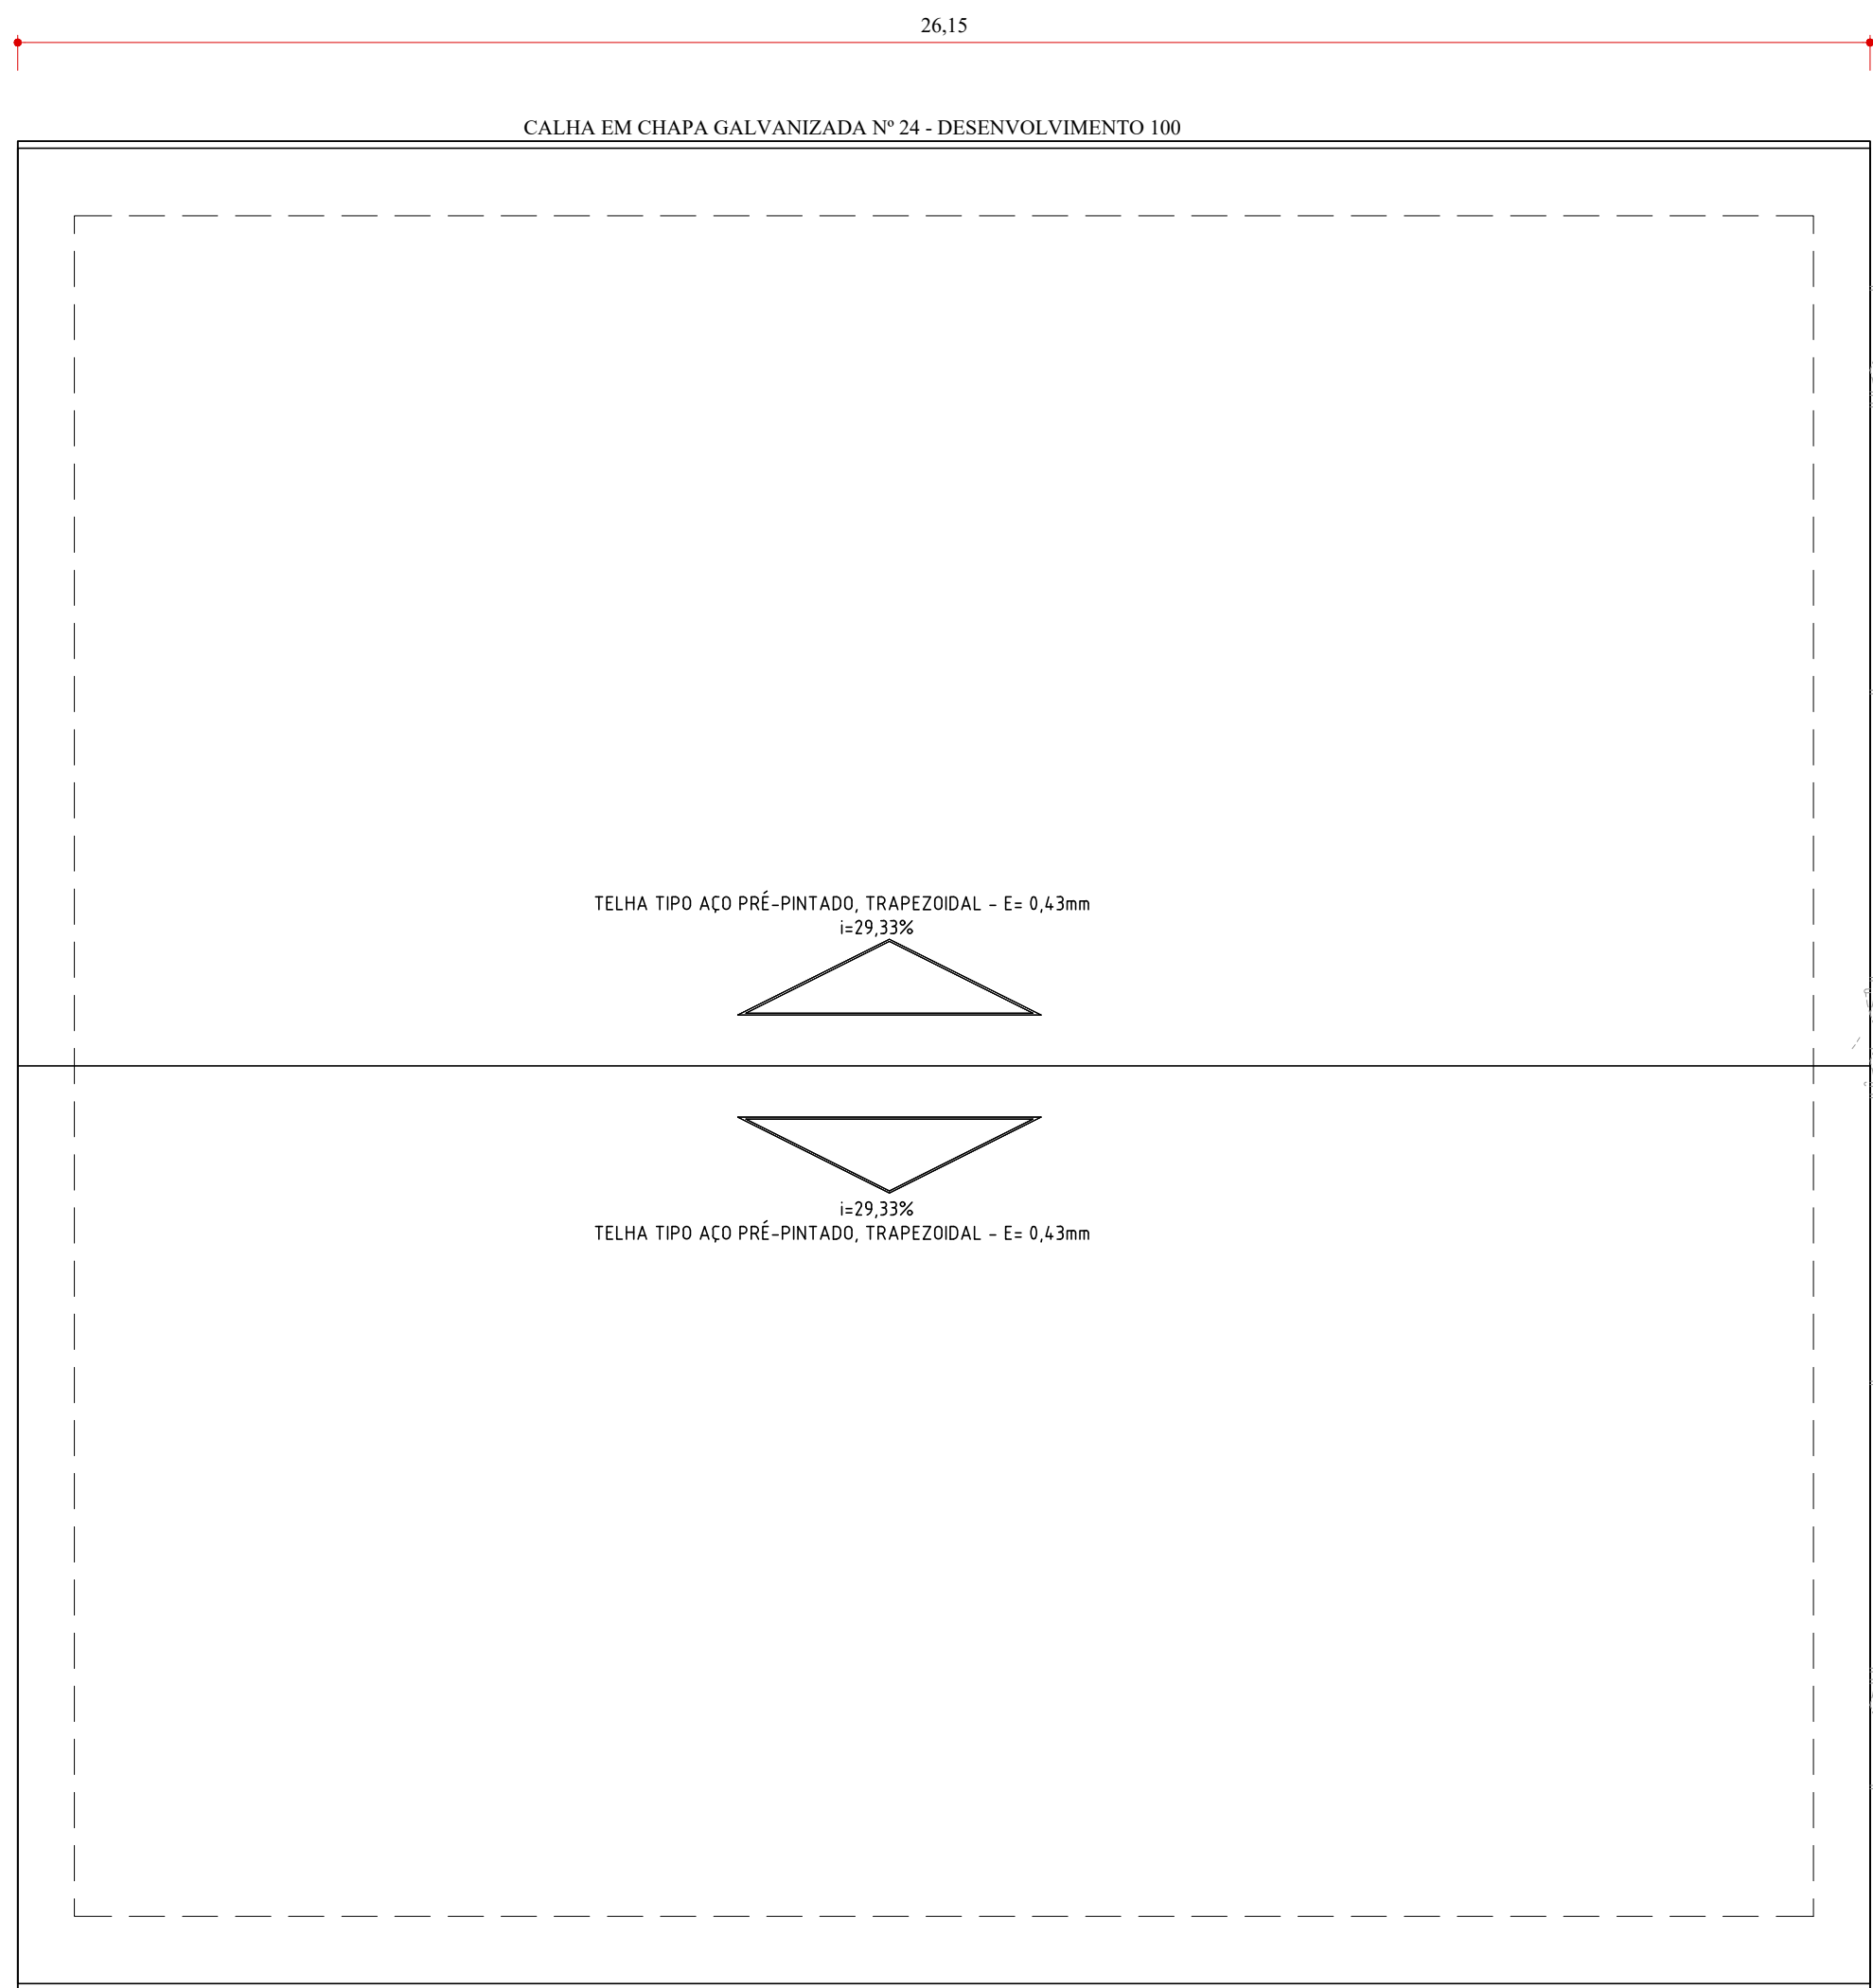 26,15
CALHA EM CHAPA GALVANIZADA Nº 24 - DESENVOLVIMENTO 100
TELHA TIPO AÇO PRÉ-PINTADO, TRAPEZOIDAL - E= 0,43mm
i=29,33%
i=29,33%
TELHA TIPO AÇO PRÉ-PINTADO, TRAPEZOIDAL - E= 0,43mm